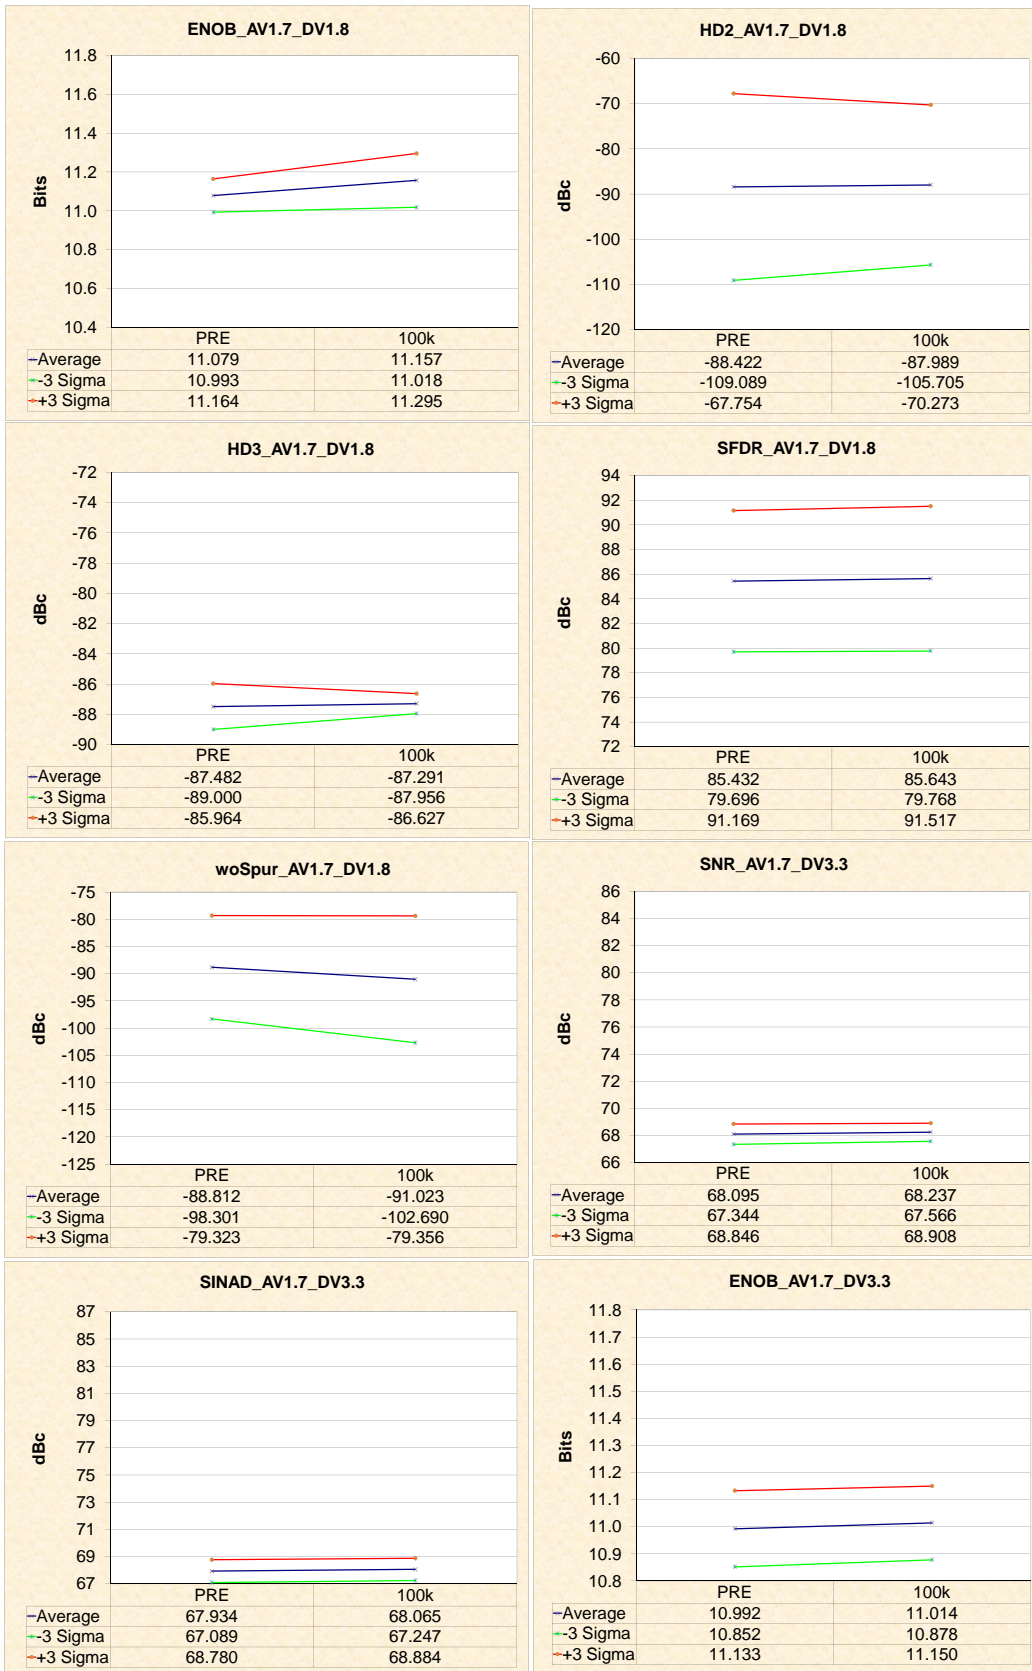 ENOB_AV1.7_DV1.8
11.8
11.6
11.4
11.2
11.0
10.8
10.6
10.4
Bits
PRE 100k
Average 11.079 11.157
-3 Sigma 10.993 11.018
+3 Sigma 11.164 11.295
HD2_AV1.7_DV1.8
-60
-70
-80
-90
-100
-110
-120
dBc
PRE 100k
Average -88.422 -87.989
-3 Sigma -109.089 -105.705
+3 Sigma -67.754 -70.273
HD3_AV1.7_DV1.8
-72
-74
-76
-78
-80
-82
-84
-86
-88
-90
dBc
PRE 100k
Average -87.482 -87.291
-3 Sigma -89.000 -87.956
+3 Sigma -85.964 -86.627
SFDR_AV1.7_DV1.8
94
92
90
88
86
84
82
80
78
76
74
72
dBc
PRE 100k
Average 85.432 85.643
-3 Sigma 79.696 79.768
+3 Sigma 91.169 91.517
woSpur_AV1.7_DV1.8
-75
-80
-85
-90
-95
-100
-105
-110
-115
-120
-125
dBc
PRE 100k
Average -88.812 -91.023
-3 Sigma -98.301 -102.690
+3 Sigma -79.323 -79.356
SNR_AV1.7_DV3.3
86
84
82
80
78
76
74
72
70
68
66
dBc
PRE 100k
Average 68.095 68.237
-3 Sigma 67.344 67.566
+3 Sigma 68.846 68.908
SINAD_AV1.7_DV3.3
87
85
83
81
79
77
75
73
71
69
67
dBc
PRE 100k
Average 67.934 68.065
-3 Sigma 67.089 67.247
+3 Sigma 68.780 68.884
ENOB_AV1.7_DV3.3
11.8
11.7
11.6
11.5
11.4
11.3
11.2
11.1
11.0
10.9
10.8
Bits
PRE 100k
Average 10.992 11.014
-3 Sigma 10.852 10.878
+3 Sigma 11.133 11.150